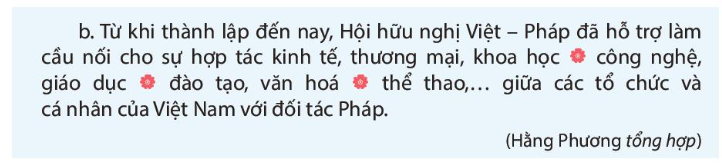 b. Từ khi thành lập đến nay, Hội hữu nghị Việt – Pháp đã hỗ trợ làm
cầu nối cho sự hợp tác kinh tế, thương mại, khoa học công nghệ,
giáo dục đào tạo, văn hoá thể thao,... giữa các tổ chức và
cá nhân của Việt Nam với đối tác Pháp.
(Hằng Phương tổng hợp)